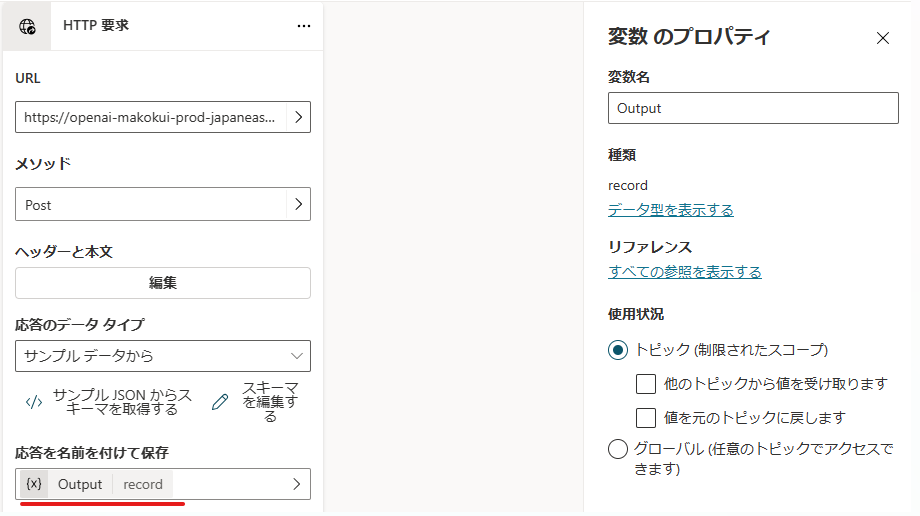 HTTP 要求
URL
https://openai-makokui-prod-japaneas...
メソッド
Post
ヘッダーと本文
編集
応答のデータ タイプ
サンプル データから
サンプル JSON からス
キーマを取得する
スキーマ
を編集す
る
応答を名前を付けて保存
{x} Output record
変数 のプロパティ
変数名
Output
種類
record
データ型を表示する
リファレンス
すべての参照を表示する
使用状況
トピック (制限されたスコープ)
他のトピックから値を受け取ります
値を元のトピックに戻します
グローバル (任意のトピックでアクセスで
きます)